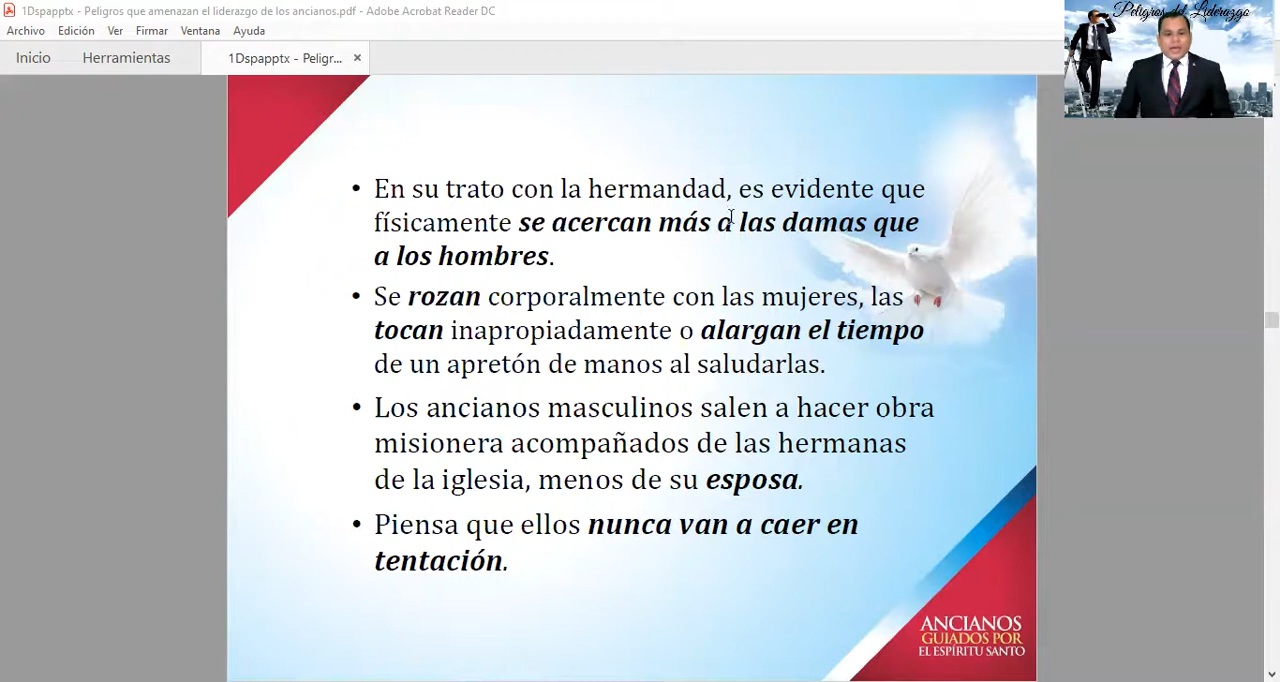 1Dspapptx - Peligros que amenazan el liderazgo de los ancianos.pdf - Adobe Acrobat Reader DC
Archivo Edición Ver Firmar Ventana Ayuda
Inicio Herramientas 1Dspapptx - Peligr... ×
Peligros del Liderazgo
• En su trato con la hermandad, es evidente que
físicamente se acercan más a las damas que
a los hombres.
• Se rozan corporalmente con las mujeres, las
tocan inapropiadamente o alargan el tiempo
de un apretón de manos al saludarlas.
• Los ancianos masculinos salen a hacer obra
misionera acompañados de las hermanas
de la iglesia, menos de su esposa.
• Piensa que ellos nunca van a caer en
tentación.
ANCIANOS
GUIADOS POR
EL ESPÍRITU SANTO